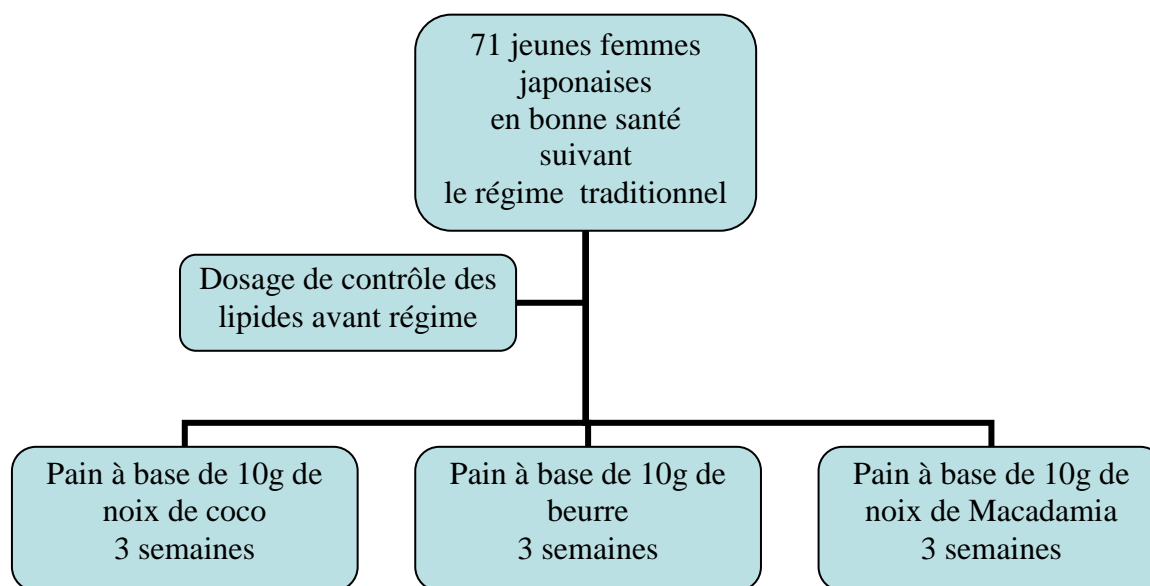 71 jeunes femmes
japonaises
en bonne santé
suivant
le régime traditionnel
Dosage de contrôle des
lipides avant régime
Pain à base de 10g de
noix de coco
3 semaines
Pain à base de 10g de
beurre
3 semaines
Pain à base de 10g de
noix de Macadamia
3 semaines